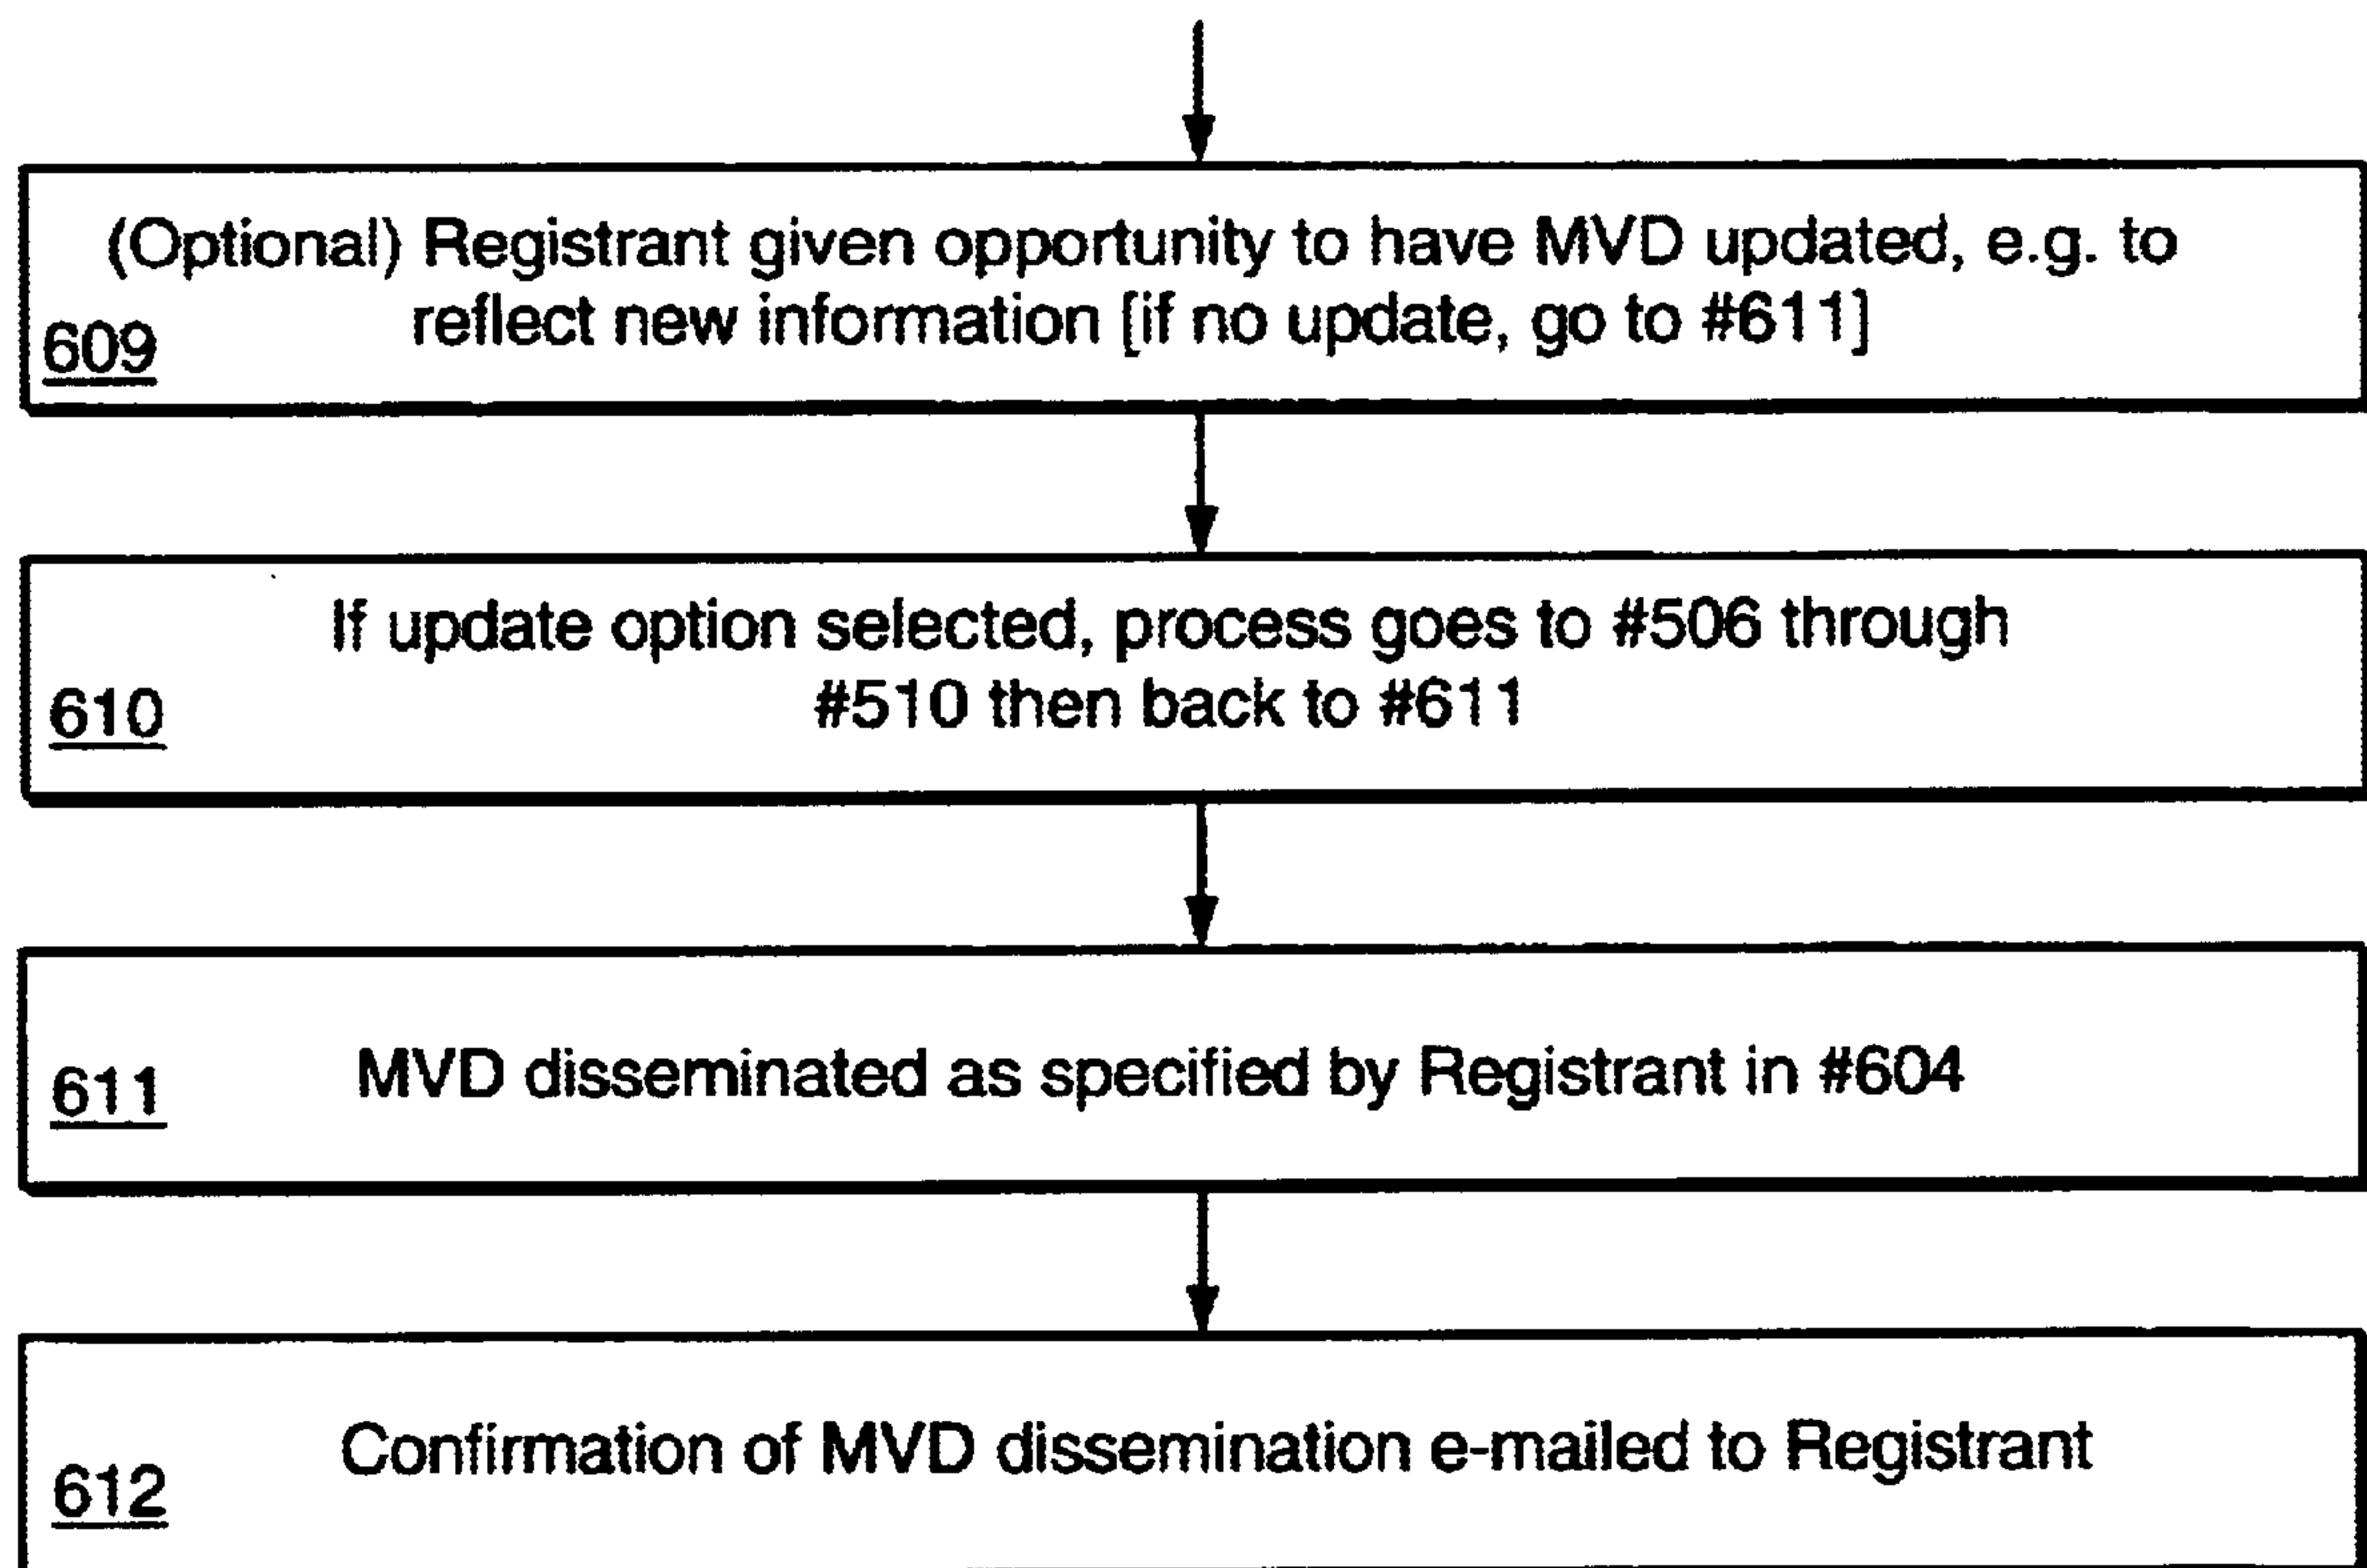 (Optional) Registrant given opportunity to have MVD updated, e.g. to
reflect new information [if no update, go to #611]
609
If update option selected, process goes to #506 through
#510 then back to #611
610
MVD disseminated as specified by Registrant in #604
611
Confirmation of MVD dissemination e-mailed to Registrant
612